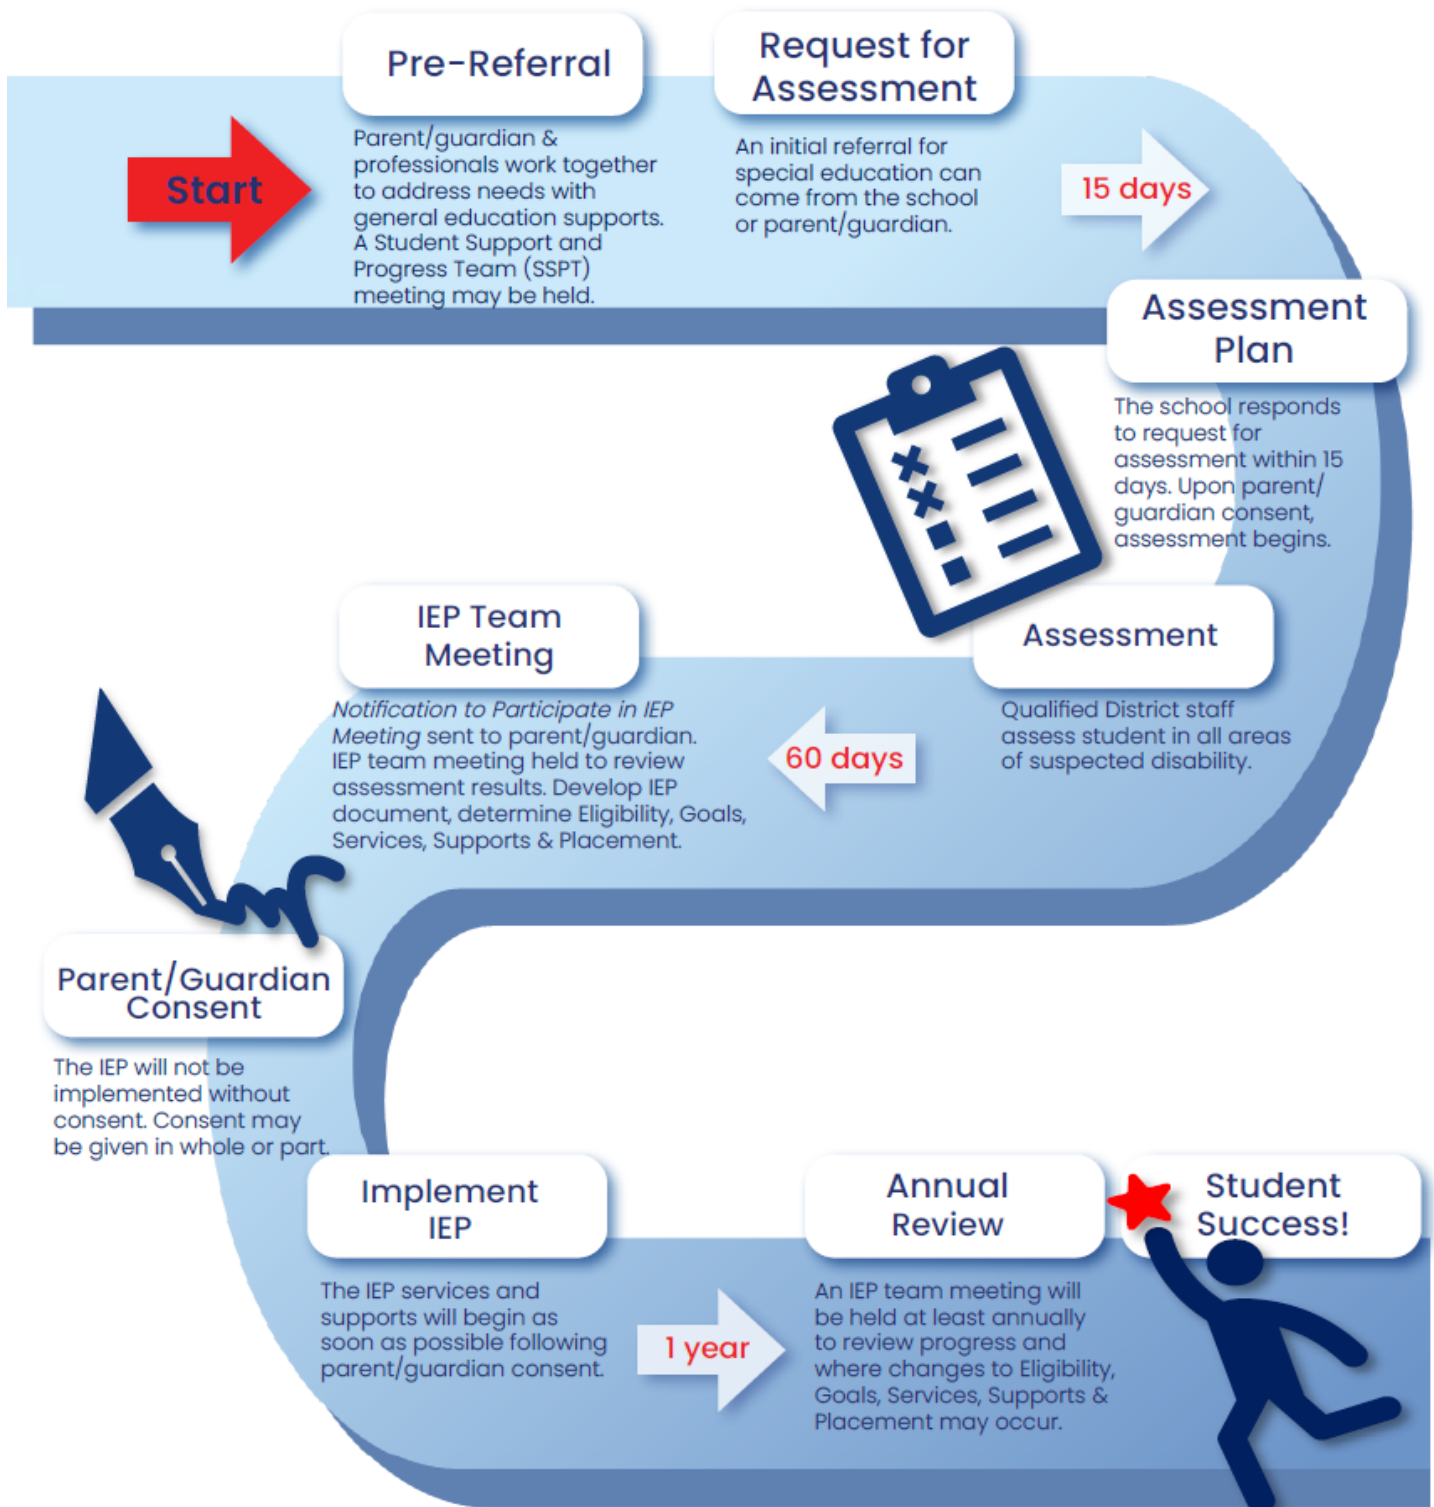 Pre-Referral
Start
Parent/guardian &
professionals work together
to address needs with
general education supports.
A Student Support and
Progress Team (SSPT)
meeting may be held.
Request for
Assessment
An initial referral for
special education can
come from the school
or parent/guardian.
15 days
Assessment
Plan
The school responds
to request for
assessment within 15
days. Upon parent/
guardian consent,
assessment begins.
Assessment
Qualified District staff
assess student in all areas
of suspected disability.
60 days
IEP Team
Meeting
Notification to Participate in IEP
Meeting sent to parent/guardian.
IEP team meeting held to review
assessment results. Develop IEP
document, determine Eligibility, Goals,
Services, Supports & Placement.
Parent/Guardian
Consent
The IEP will not be
implemented without
consent. Consent may
be given in whole or part.
Implement
IEP
The IEP services and
supports will begin as
soon as possible following
parent/guardian consent.
1 year
Annual
Review
An IEP team meeting will
be held at least annually
to review progress and
where changes to Eligibility,
Goals, Services, Supports &
Placement may occur.
Student
Success!